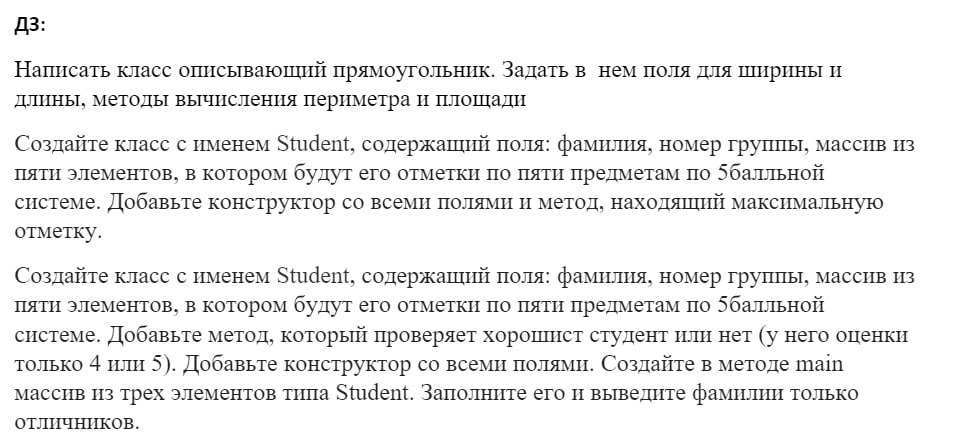 ДЗ:
Написать класс описывающий прямоугольник. Задать в  нем поля для ширины и
длины, методы вычисления периметра и площади
Создайте класс с именем Student, содержащий поля: фамилия, номер группы, массив из
пяти элементов, в котором будут его отметки по пяти предметам по 5балльной
системе. Добавьте конструктор со всеми полями и метод, находящий максимальную
отметку.
Создайте класс с именем Student, содержащий поля: фамилия, номер группы, массив из
пяти элементов, в котором будут его отметки по пяти предметам по 5балльной
системе. Добавьте метод, который проверяет хорошист студент или нет (у него оценки
только 4 или 5). Добавьте конструктор со всеми полями. Создайте в методе main
массив из трех элементов типа Student. Заполните его и выведите фамилии только
отличников.